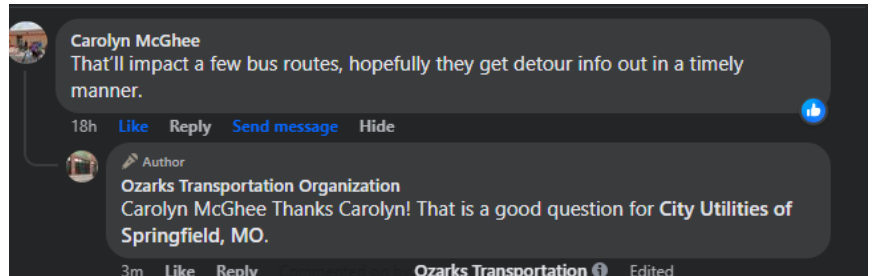 Carolyn McGhee
That'll impact a few bus routes, hopefully they get detour info out in a timely
manner.
18h Like Reply Send message Hide
Author
Ozarks Transportation Organization
Carolyn McGhee Thanks Carolyn! That is a good question for City Utilities of
Springfield, MO.
3m Like Reply Ozarks Transportation Edited